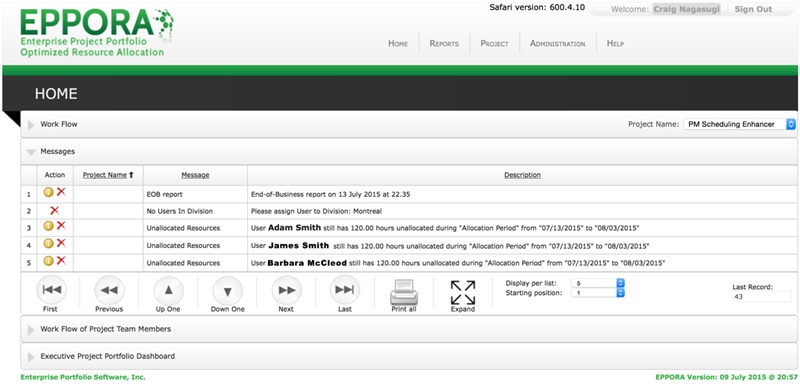 Safari version: 600.4.10
Welcome: Craig Nagasugi Sign Out
EPPORA
Enterprise Project Portfolio
Optimized Resource Allocation
HOME REPORTS PROJECT ADMINISTRATION HELP
HOME
Work Flow Project Name: PM Scheduling Enhancer
Messages
Action Project Name Message Description
1 EOB report End-of-Business report on 13 July 2015 at 22.35
2 No Users In Division Please assign User to Division: Montreal
3 Unallocated Resources User Adam Smith still has 120.00 hours unallocated during "Allocation Period" from "07/13/2015" to "08/03/2015"
4 Unallocated Resources User James Smith still has 120.00 hours unallocated during "Allocation Period" from "07/13/2015" to "08/03/2015"
5 Unallocated Resources User Barbara McCleod still has 120.00 hours unallocated during "Allocation Period" from "07/13/2015" to "08/03/2015"
First Previous Up One Down One Next Last Print all Expand
Display per list: 5
Starting position: 1
Last Record:
43
Work Flow of Project Team Members
Executive Project Portfolio Dashboard
Enterprise Portfolio Software, Inc. EPPORA Version: 09 July 2015 @ 20:57